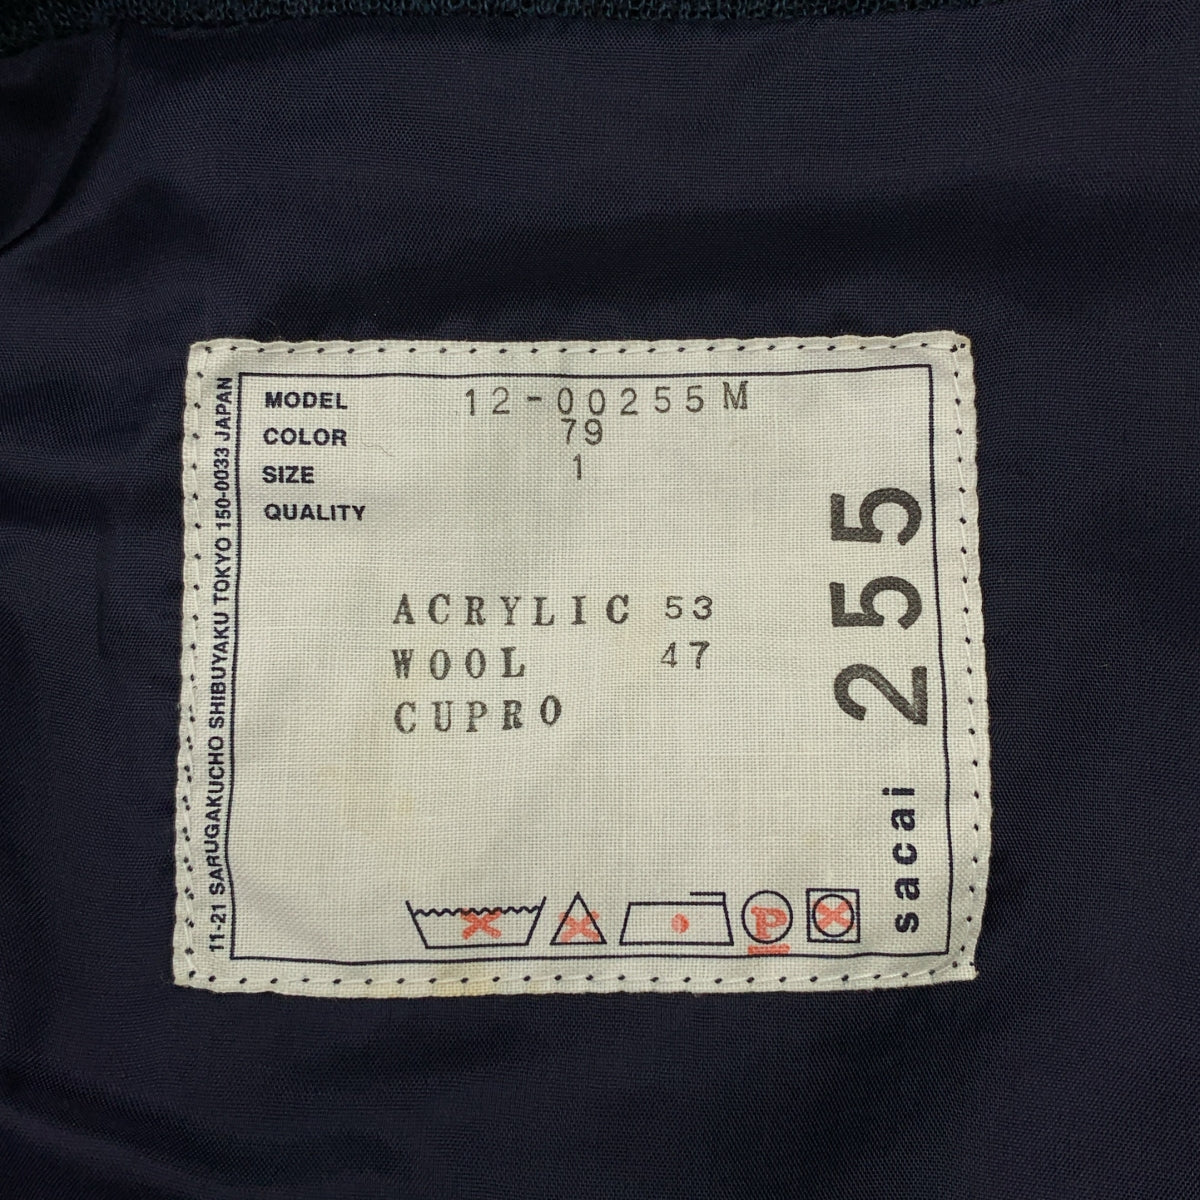 MODEL 12-00255M
COLOR 79
SIZE 1
QUALITY
ACRYLIC 53
WOOL 47
CUPRO
P
sacai 255
11-21 SARUGAKUCHO SHIBUYAKU TOKYO 150-0033 JAPAN